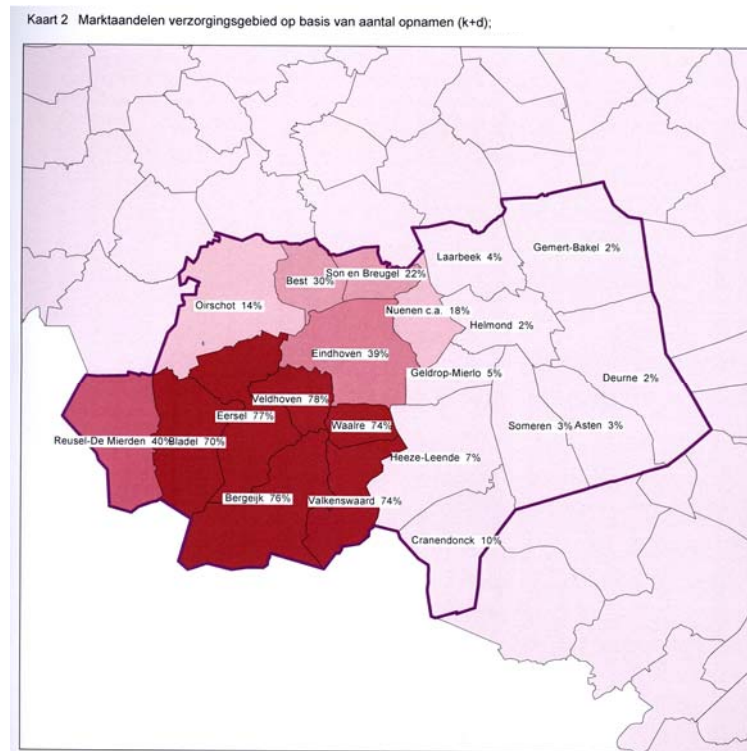 Kaart 2 Marktaandelen verzorgingsgebied op basis van aantal opnamen (k+d);
Laarbeek 4%
Gemert-Bakel 2%
Son en Breugel 22%
Best 30%
Oirschot 14%
Nuenen c.a. 18%
Helmond 2%
Eindhoven 39%
Geldrop-Mierlo 5%
Deurne 2%
Veldhoven 78%
Eersel 77%
Waalre 74%
Someren 3%
Asten 3%
Reusel-De Mierden 40%
Bladel 70%
Heeze-Leende 7%
Bergeijk 76%
Valkenswaard 74%
Cranendonck 10%